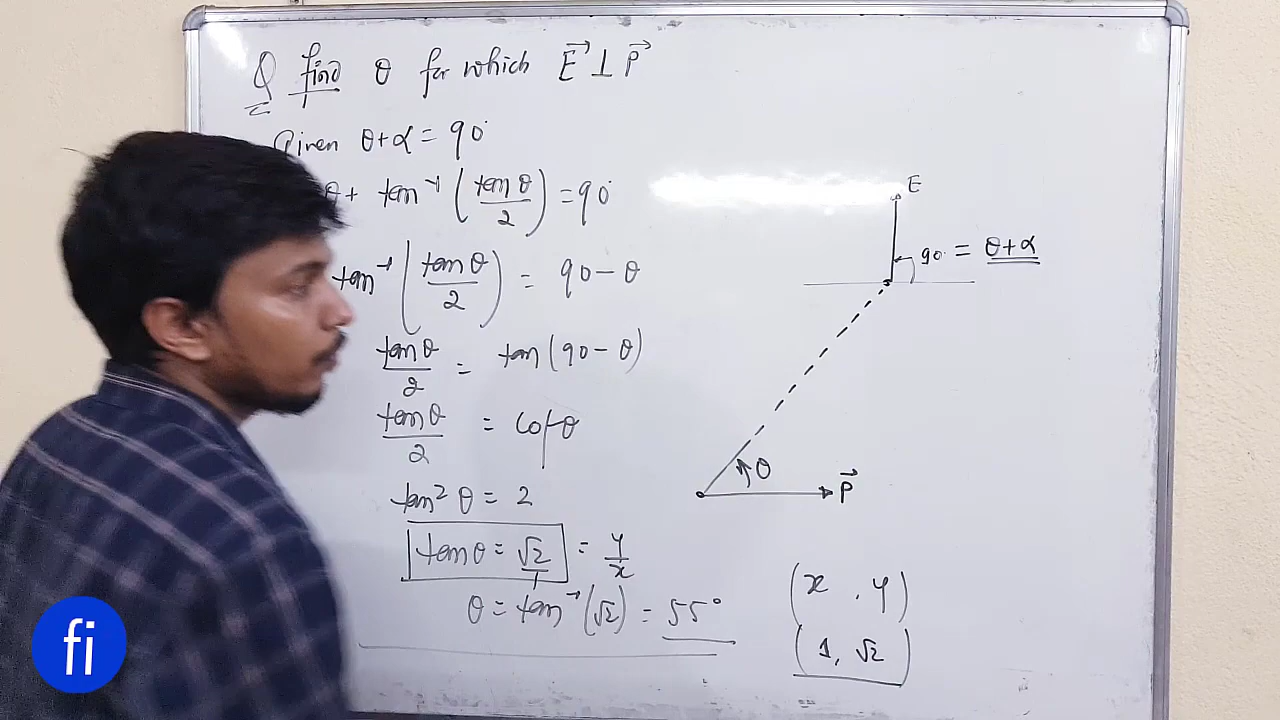 Q find θ for which E⃗ ⊥ P⃗
Given θ+α = 90°
θ + tan⁻¹ (tanθ/2) = 90°
tan⁻¹ (tanθ/2) = 90 − θ
tanθ/2 = tan(90 − θ)
tanθ/2 = cotθ
tan² θ = 2
tanθ = √2/1 = y/x
θ = tan⁻¹(√2) = 55°
E
90° = θ+α
θ
P⃗
(x, y)
(1, √2)
fi